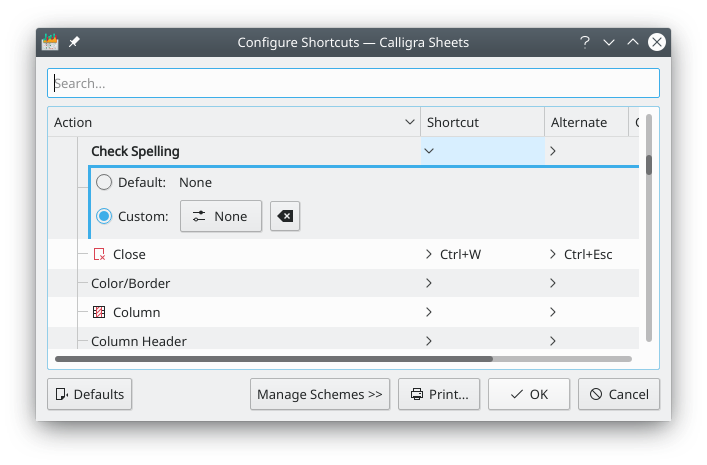 Configure Shortcuts — Calligra Sheets
Search...
Action Shortcut Alternate
Check Spelling
Default: None
Custom: None
Close Ctrl+W Ctrl+Esc
Color/Border
Column
Column Header
Defaults Manage Schemes >> Print... OK Cancel